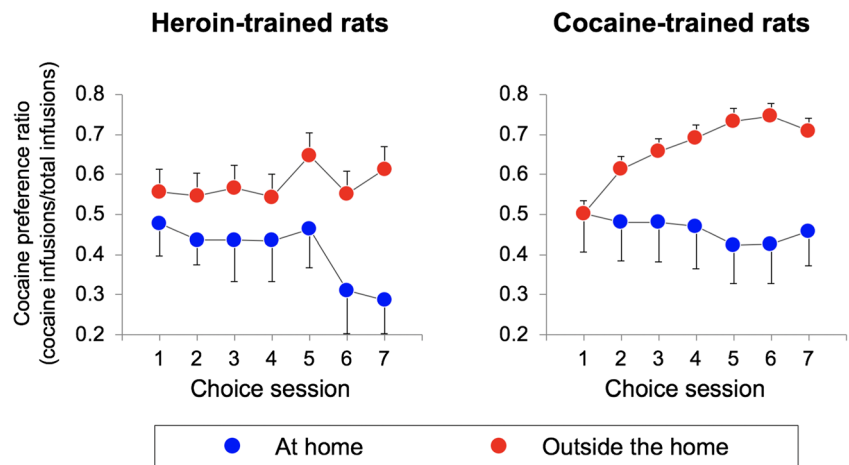 Heroin-trained rats
Cocaine-trained rats
Cocaine preference ratio
(cocaine infusions/total infusions)
0.8
0.7
0.6
0.5
0.4
0.3
0.2
1 2 3 4 5 6 7
Choice session
0.8
0.7
0.6
0.5
0.4
0.3
0.2
1 2 3 4 5 6 7
Choice session
At home
Outside the home